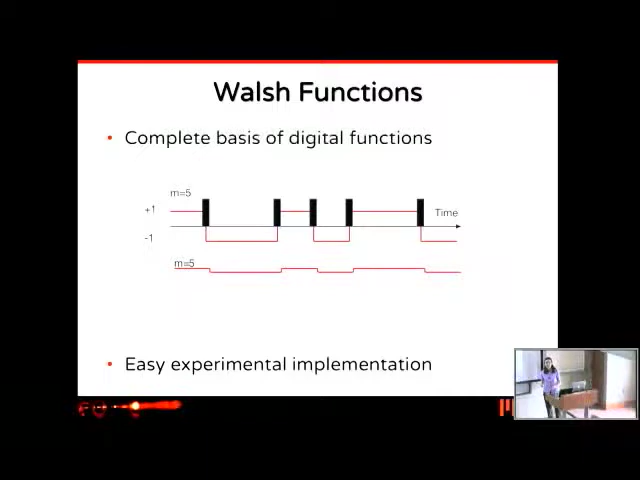 Walsh Functions
• Complete basis of digital functions
m=5
+1
Time
-1
m=5
• Easy experimental implementation